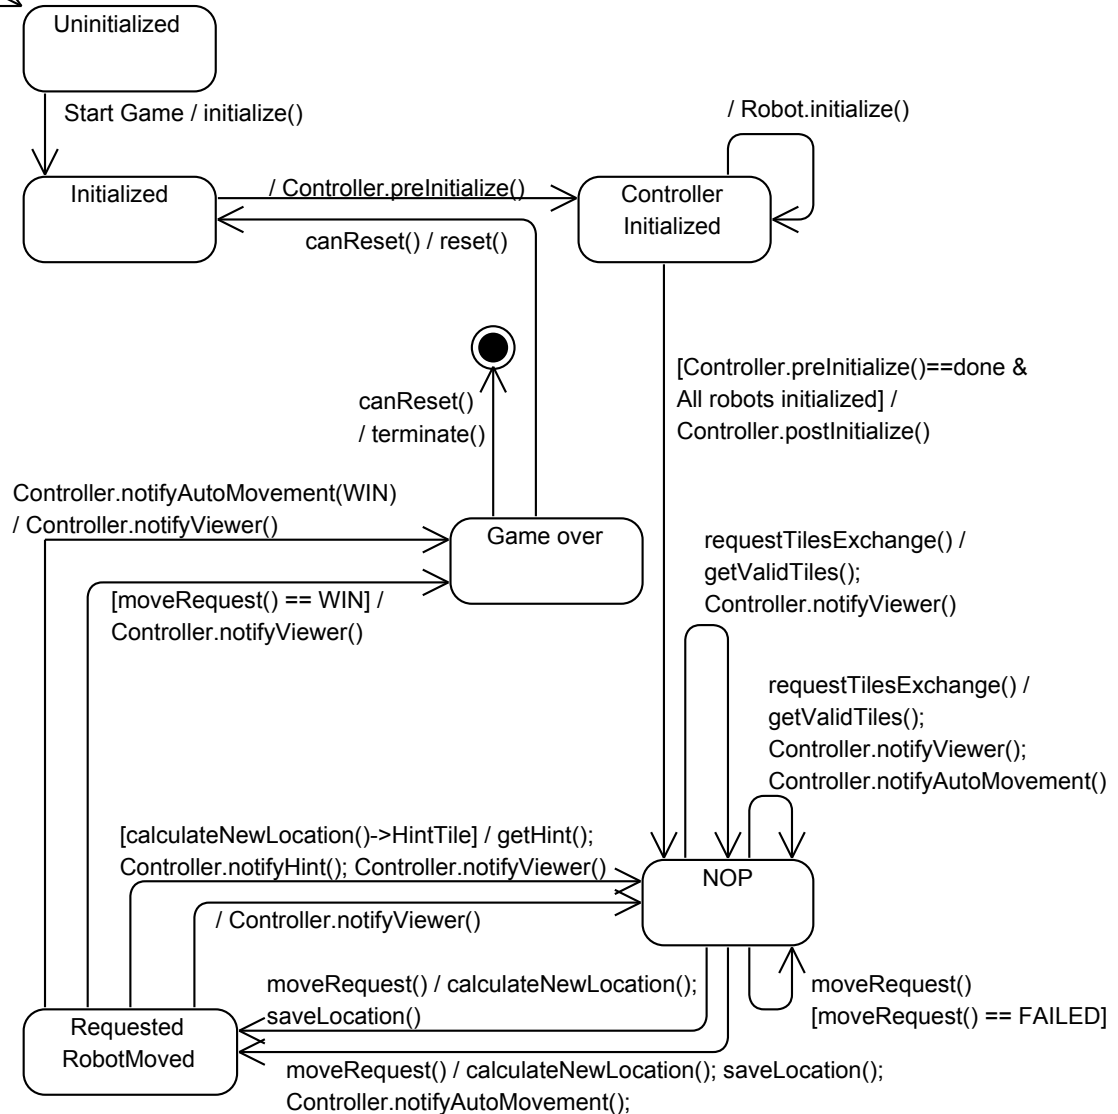 Uninitialized
Start Game / initialize()
/ Robot.initialize()
Initialized
/ Controller.preInitialize()
Controller
Initialized
canReset() / reset()
[Controller.preInitialize()==done &
All robots initialized] /
Controller.postInitialize()
canReset()
/ terminate()
Controller.notifyAutoMovement(WIN)
/ Controller.notifyViewer()
Game over
requestTilesExchange() /
getValidTiles();
Controller.notifyViewer()
[moveRequest() == WIN] /
Controller.notifyViewer()
requestTilesExchange() /
getValidTiles();
Controller.notifyViewer();
Controller.notifyAutoMovement()
[calculateNewLocation()->HintTile] / getHint();
Controller.notifyHint(); Controller.notifyViewer()
NOP
/ Controller.notifyViewer()
moveRequest() / calculateNewLocation();
saveLocation()
moveRequest()
[moveRequest() == FAILED]
Requested
RobotMoved
moveRequest() / calculateNewLocation(); saveLocation();
Controller.notifyAutoMovement();